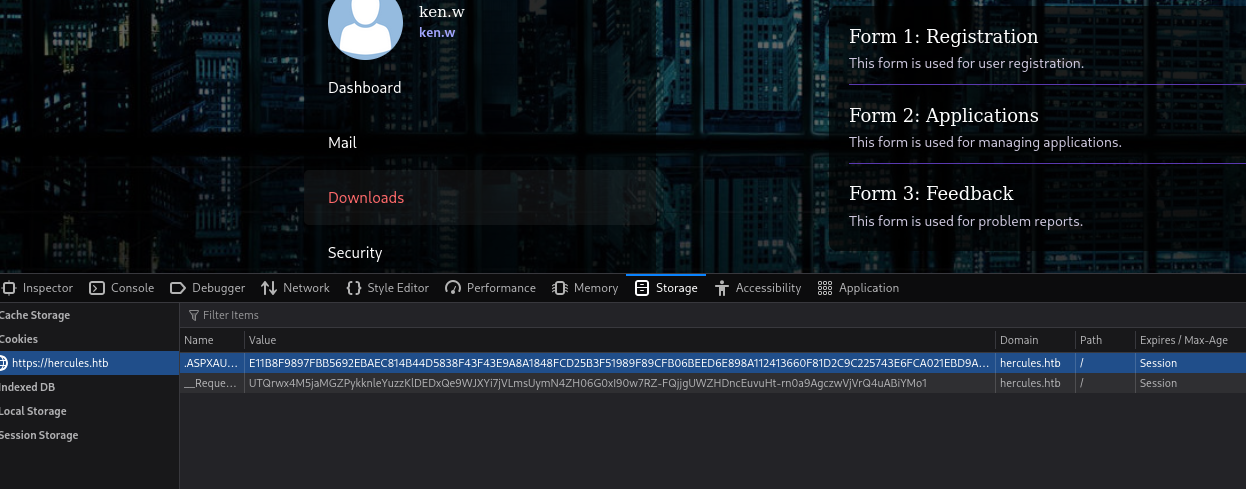 ken.w
ken.w
Dashboard
Mail
Downloads
Security
Form 1: Registration
This form is used for user registration.
Form 2: Applications
This form is used for managing applications.
Form 3: Feedback
This form is used for problem reports.
Inspector Console Debugger Network Style Editor Performance Memory Storage Accessibility Application
Cache Storage
Cookies
https://hercules.htb
Indexed DB
Local Storage
Session Storage
Filter Items
Name Value Domain Path Expires / Max-Age
.ASPXAU... E11B8F9897FBB5692EBAEC814B44D5838F43F43E9A8A1848FCD25B3F51989F89CFB06BEED6E898A112413660F81D2C9C225743E6FCA021EBD9A... hercules.htb / Session
__Reque... UTQrwx4M5jaMGZPykknleYuzzKlDEDxQe9WJXYi7jVLmsUymN4ZH06G0xI90w7RZ-FQjjgUWZHDncEuvuHt-rn0a9AgczwVjVrQ4uABiYMo1 hercules.htb / Session